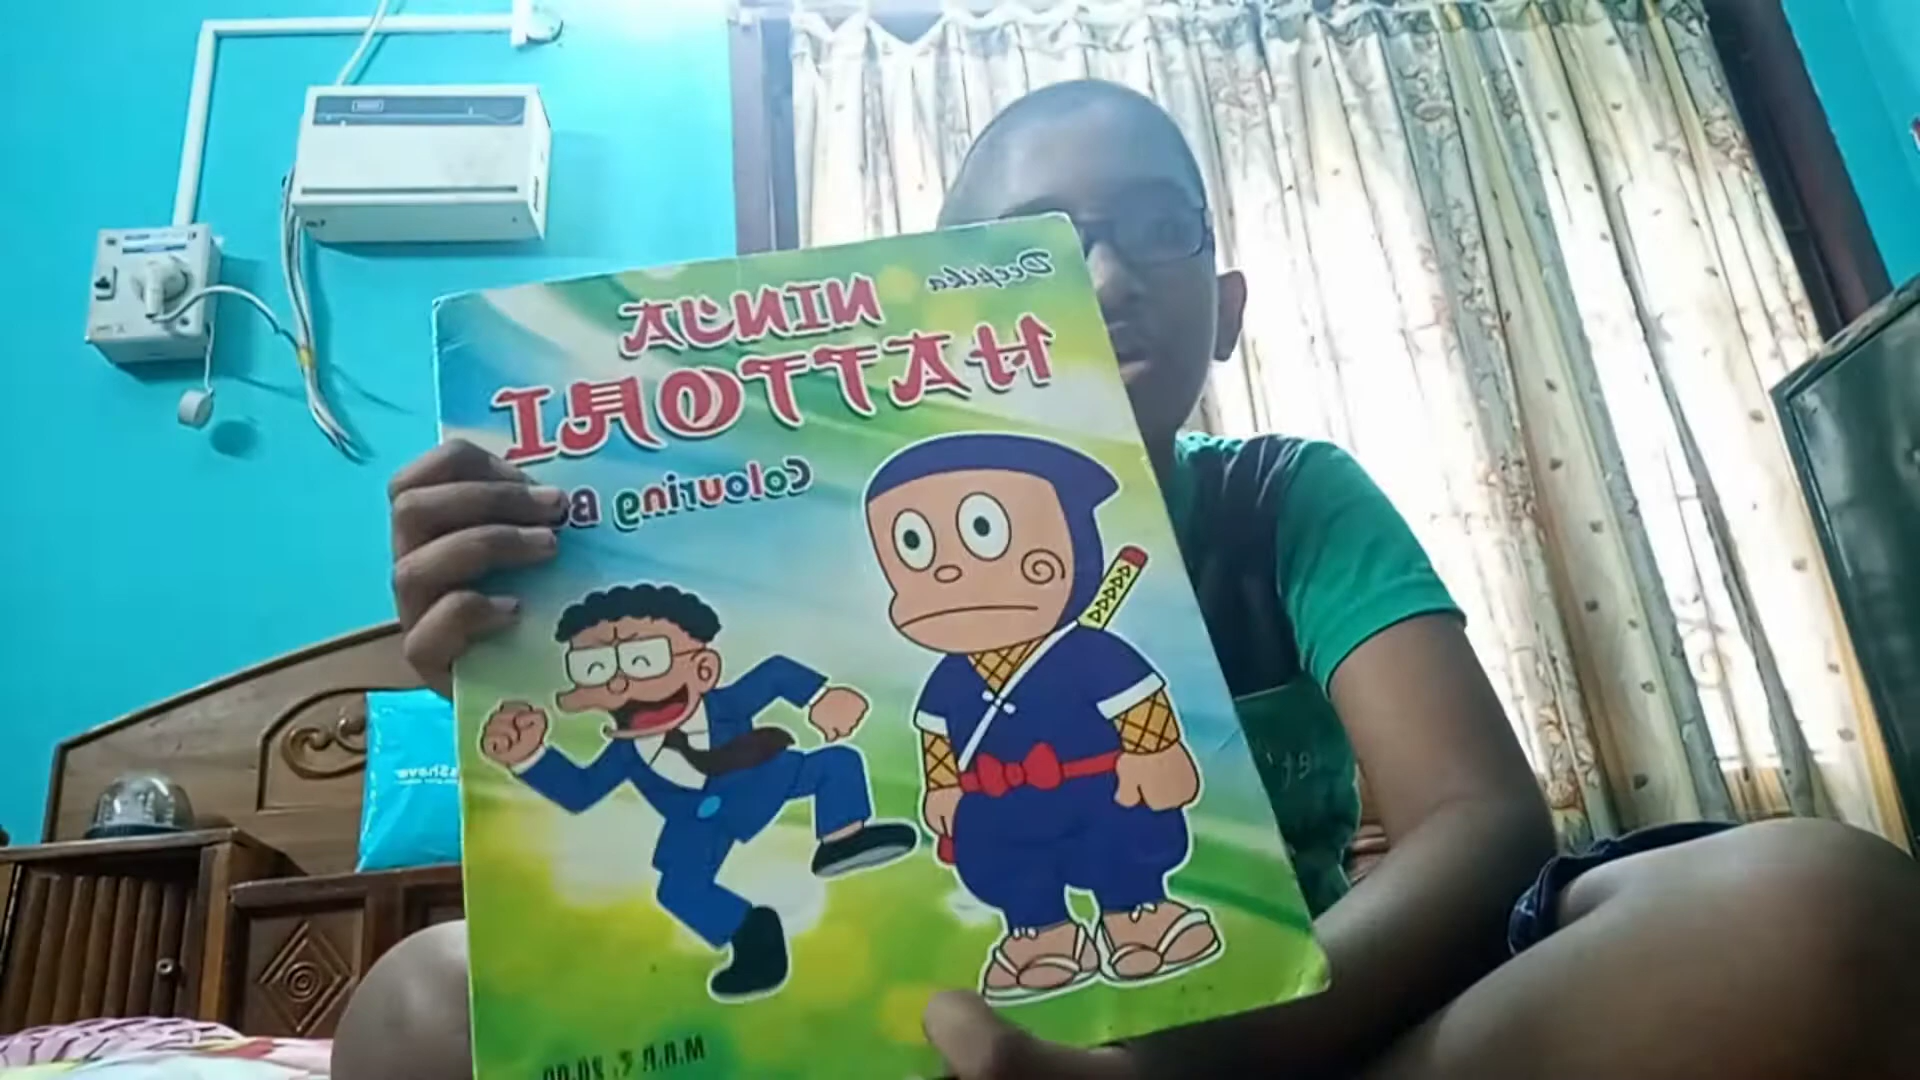 Deepika
NINJA
HATTORI
Colouring B
M.R.P. ₹. 20.00